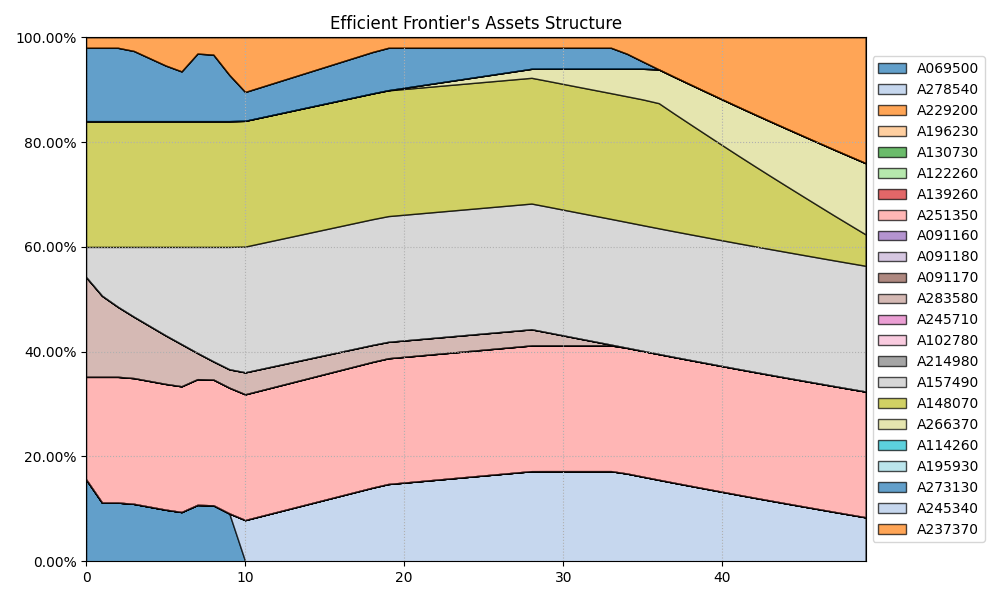 Efficient Frontier's Assets Structure
100.00%
80.00%
60.00%
40.00%
20.00%
0.00%
0
10
20
30
40
A069500
A278540
A229200
A196230
A130730
A122260
A139260
A251350
A091160
A091180
A091170
A283580
A245710
A102780
A214980
A157490
A148070
A266370
A114260
A195930
A273130
A245340
A237370